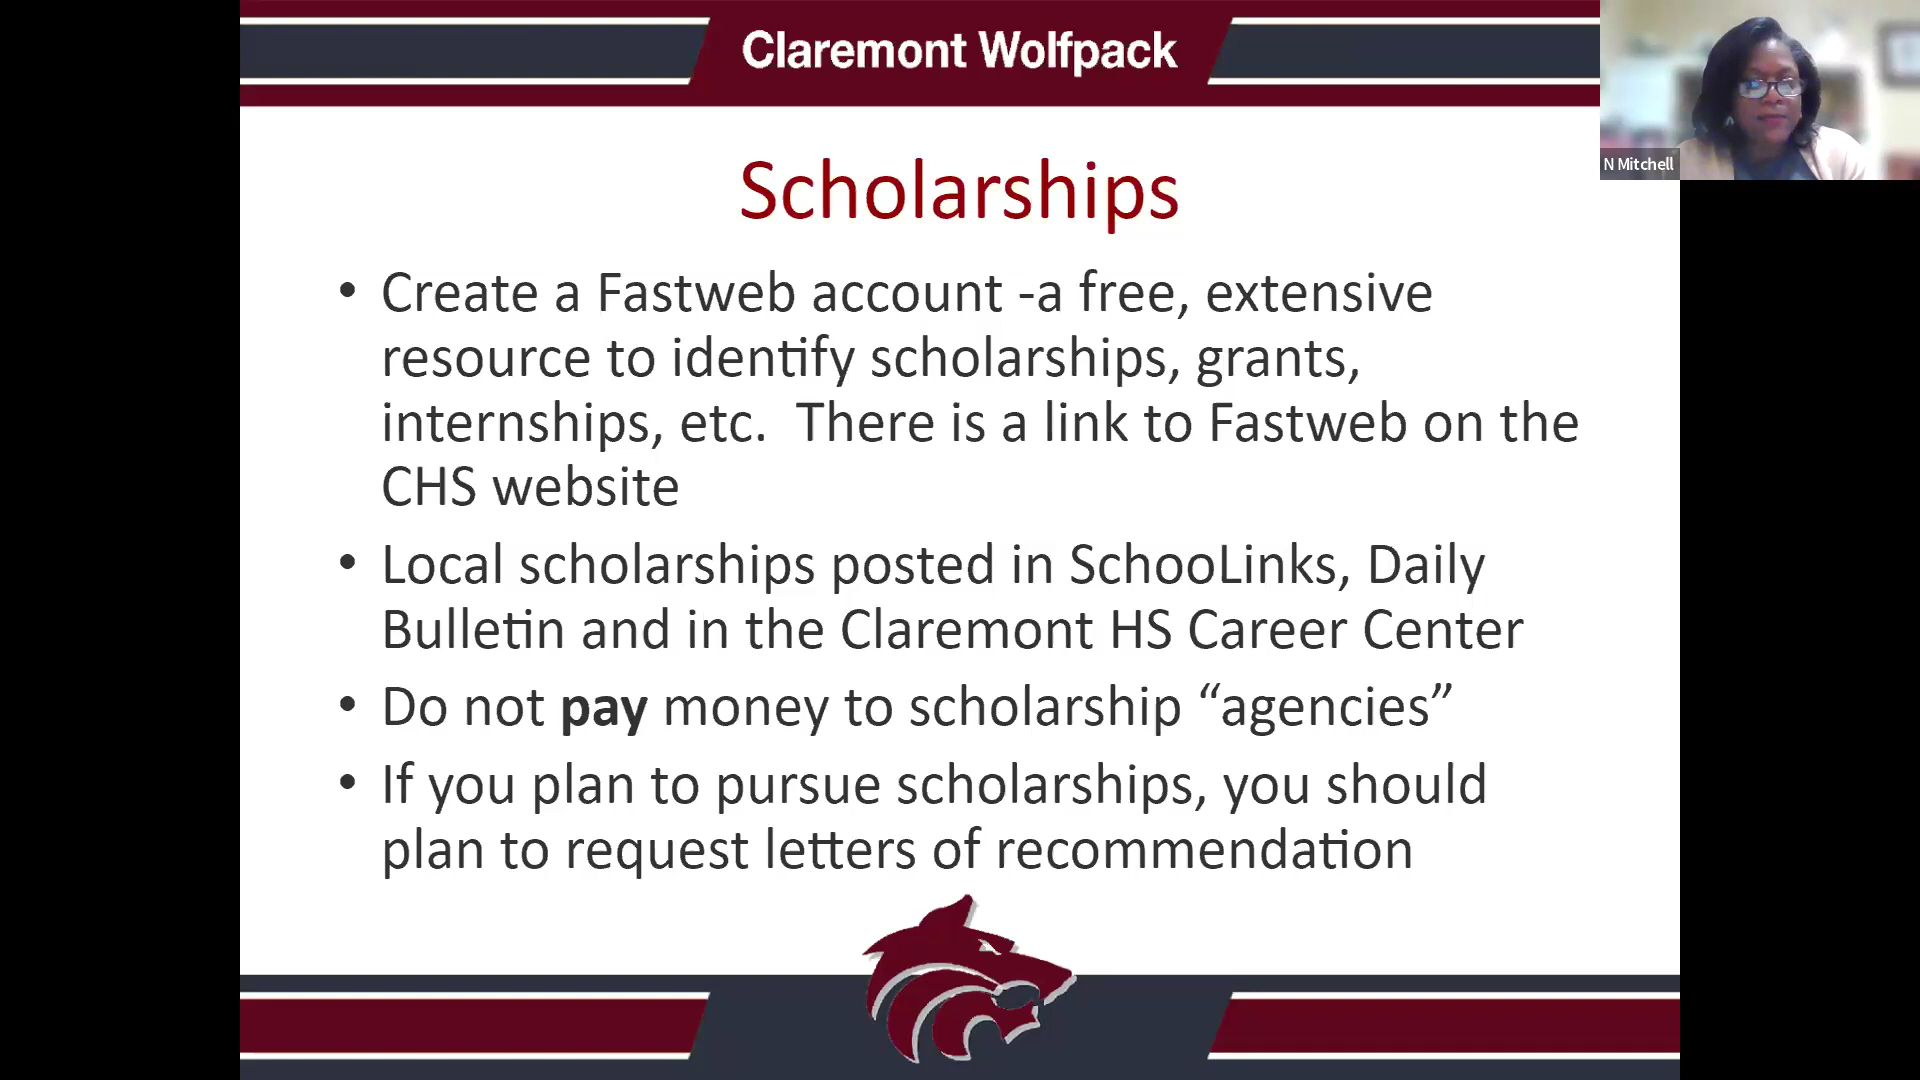 Claremont Wolfpack
N Mitchell
Scholarships
• Create a Fastweb account -a free, extensive
resource to identify scholarships, grants,
internships, etc.  There is a link to Fastweb on the
CHS website
• Local scholarships posted in SchooLinks, Daily
Bulletin and in the Claremont HS Career Center
• Do not pay money to scholarship “agencies”
• If you plan to pursue scholarships, you should
plan to request letters of recommendation